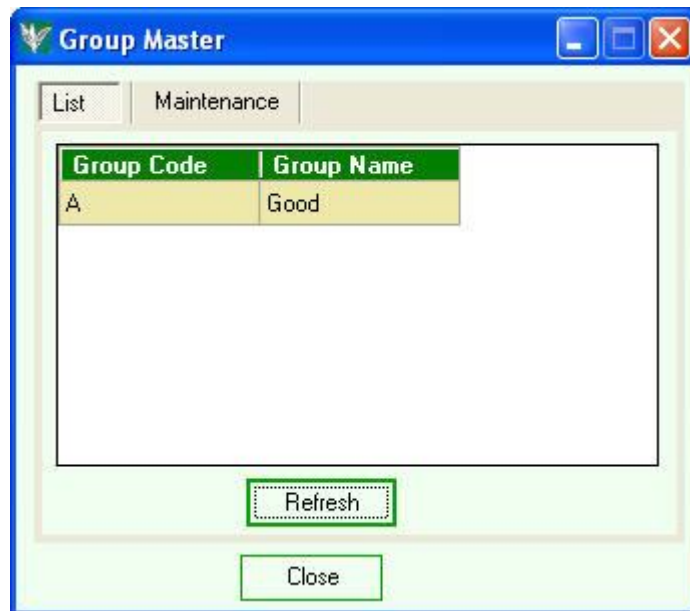 Group Master
List Maintenance
Group Code Group Name
A Good
Refresh
Close